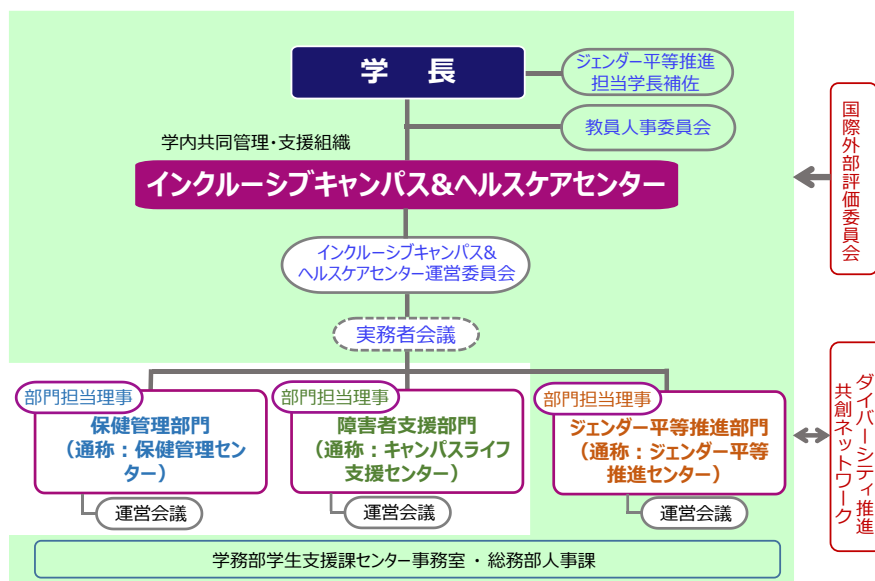 学 長
ジェンダー平等推進
担当学長補佐
教員人事委員会
学内共同管理・支援組織
インクルーシブキャンパス&ヘルスケアセンター
インクルーシブキャンパス&
ヘルスケアセンター運営委員会
実務者会議
部門担当理事
保健管理部門
（通称：保健管理セン
ター）
運営会議
部門担当理事
障害者支援部門
（通称：キャンパスライフ
支援センター）
運営会議
部門担当理事
ジェンダー平等推進部門
（通称：ジェンダー平等
推進センター）
運営会議
学務部学生支援課センター事務室 ・ 総務部人事課
国際外部評価委員会
ダイバーシティ推進
共創ネットワーク